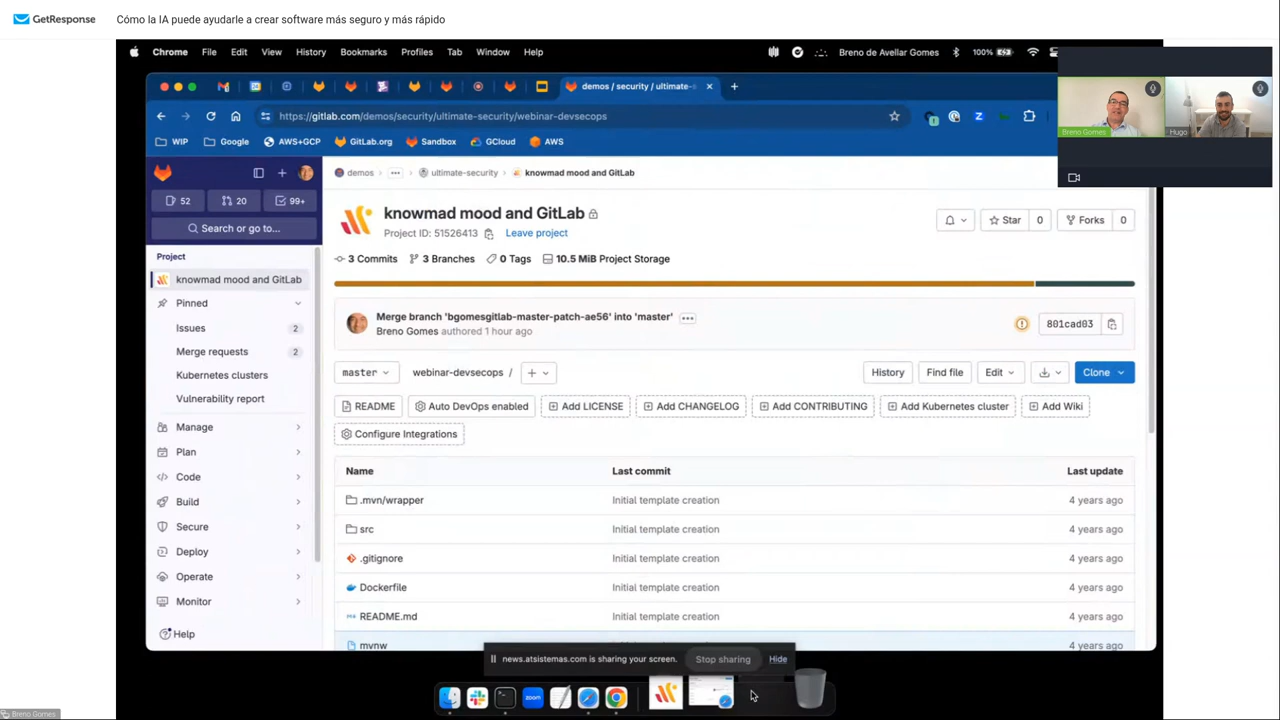 GetResponse
Cómo la IA puede ayudarle a crear software más seguro y más rápido
Chrome File Edit View History Bookmarks Profiles Tab Window Help
Breno de Avellar Gomes 100%
demos / security / ultimate-s
https://gitlab.com/demos/security/ultimate-security/webinar-devsecops
WIP Google AWS+GCP GitLab.org Sandbox GCloud AWS
Breno Gomes Hugo
52 20 99+
Search or go to...
Project
knowmad mood and GitLab
Pinned
Issues 2
Merge requests 2
Kubernetes clusters
Vulnerability report
Manage
Plan
Code
Build
Secure
Deploy
Operate
Monitor
Help
demos ultimate-security knowmad mood and GitLab
knowmad mood and GitLab
Project ID: 51526413 Leave project
Star 0 Forks 0
3 Commits 3 Branches 0 Tags 10.5 MiB Project Storage
Merge branch 'bgomesgitlab-master-patch-ae56' into 'master'
Breno Gomes authored 1 hour ago
801cad03
master webinar-devsecops / +
History Find file Edit Clone
README Auto DevOps enabled Add LICENSE Add CHANGELOG Add CONTRIBUTING Add Kubernetes cluster Add Wiki
Configure Integrations
Name Last commit Last update
.mvn/wrapper Initial template creation 4 years ago
src Initial template creation 4 years ago
.gitignore Initial template creation 4 years ago
Dockerfile Initial template creation 4 years ago
README.md Initial template creation 4 years ago
mvnw 4 years ago
news.atsistemas.com is sharing your screen. Stop sharing Hide
zoom
Breno Gomes